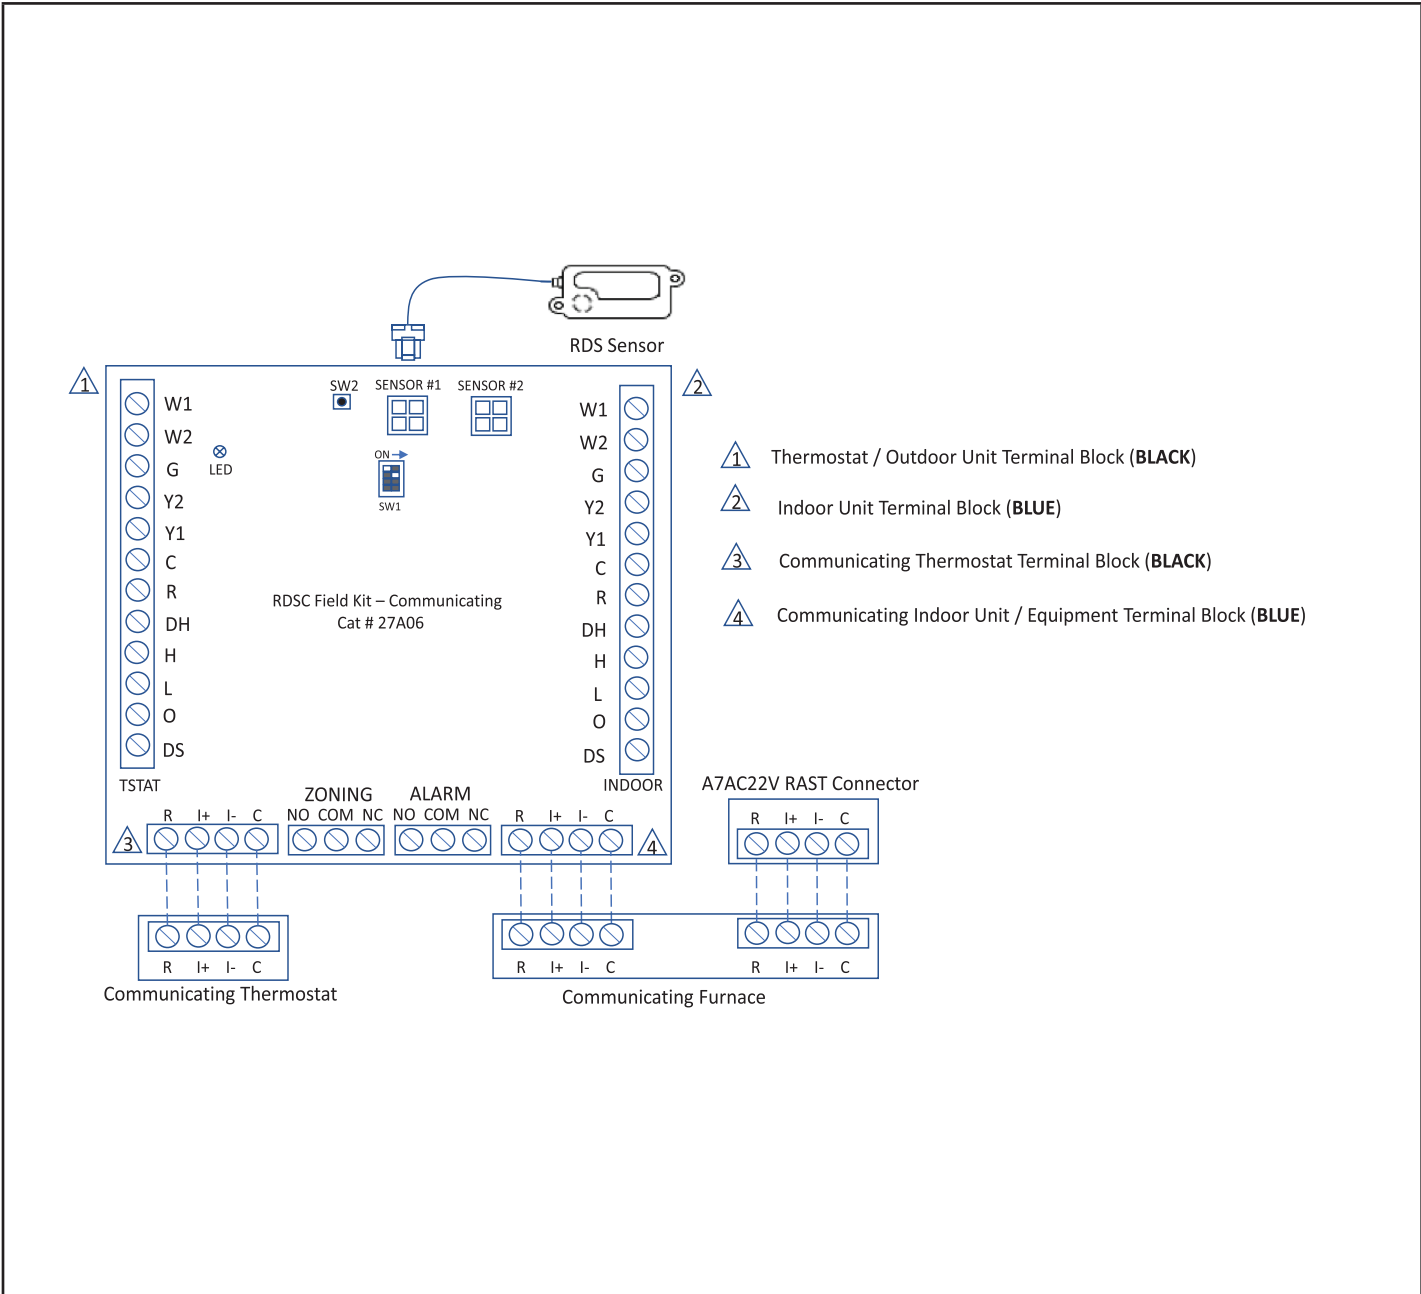 RDS Sensor
1
2
SW2
SENSOR #1
SENSOR #2
W1
W2
G
Y2
Y1
C
R
DH
H
L
O
DS
TSTAT
LED
ON
SW1
RDSC Field Kit – Communicating
Cat # 27A06
W1
W2
G
Y2
Y1
C
R
DH
H
L
O
DS
INDOOR
1 Thermostat / Outdoor Unit Terminal Block (BLACK)
2 Indoor Unit Terminal Block (BLUE)
3 Communicating Thermostat Terminal Block (BLACK)
4 Communicating Indoor Unit / Equipment Terminal Block (BLUE)
A7AC22V RAST Connector
R I+ I- C
3
R I+ I- C
ZONING
NO COM NC
ALARM
NO COM NC
R I+ I- C
4
R I+ I- C
Communicating Thermostat
R I+ I- C
R I+ I- C
Communicating Furnace